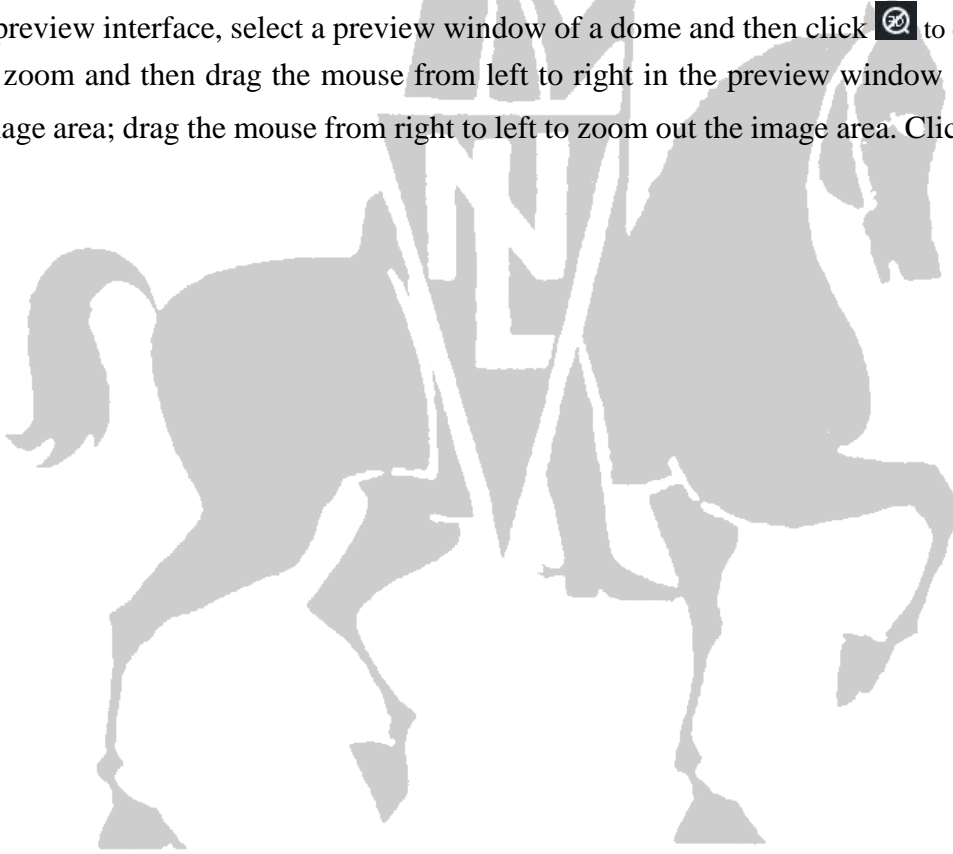 preview interface, select a preview window of a dome and then click to
zoom and then drag the mouse from left to right in the preview window
area; drag the mouse from right to left to zoom out the image area.